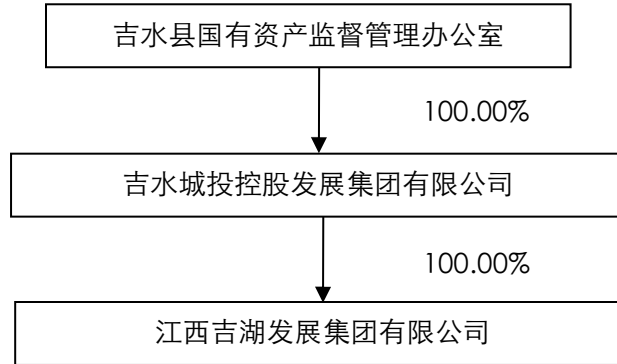 吉水县国有资产监督管理办公室
100.00%
吉水城投控股发展集团有限公司
100.00%
江西吉湖发展集团有限公司